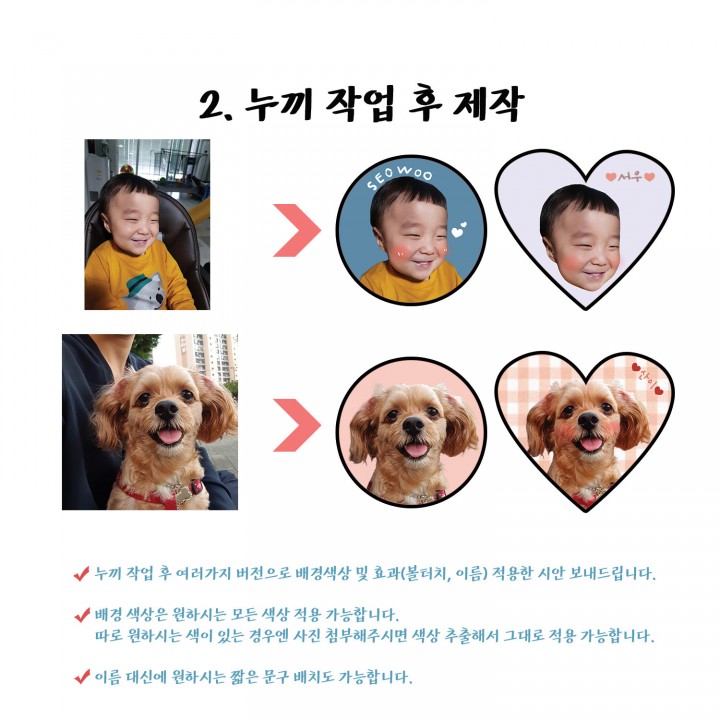 2. 누끼 작업 후 제작
SEOWOO
서우
찬이
누끼 작업 후 여러가지 버전으로 배경색상 및 효과(볼터치, 이름) 적용한 시안 보내드립니다.
배경 색상은 원하시는 모든 색상 적용 가능합니다.
따로 원하시는 색이 있는 경우엔 사진 첨부해주시면 색상 추출해서 그대로 적용 가능합니다.
이름 대신에 원하시는 짧은 문구 배치도 가능합니다.